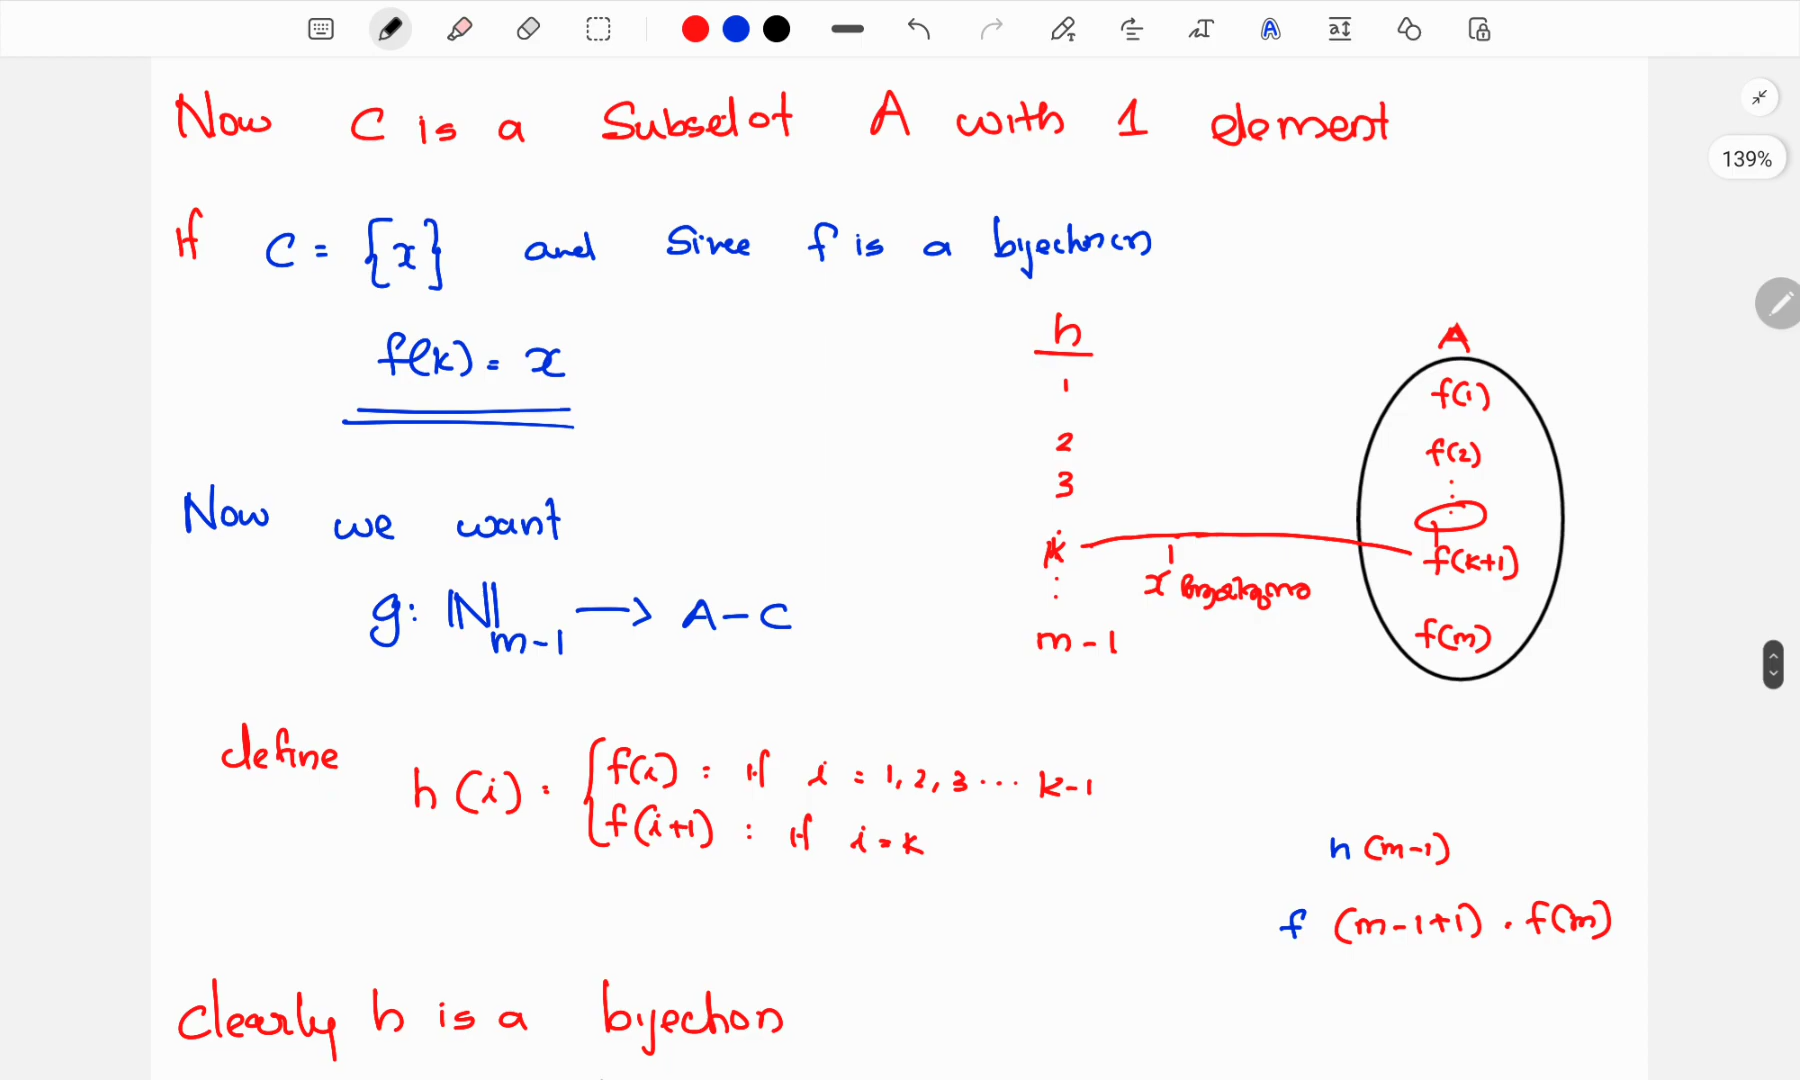 139%
Now C is a Subset of A with 1 element
If C = {x} and Since f is a bijection
f(k) = x
h
1
2
3
k
⋮
m-1
A
f(1)
f(2)
⋮
f(k+1)
f(m)
x
Now we want
g: ℕ_{m-1} → A-C
define h(i) = { f(i) : if i = 1, 2, 3 ... k-1
f(i+1) : if i = k
h(m-1)
f(m-1+1) = f(m)
clearly h is a bijection